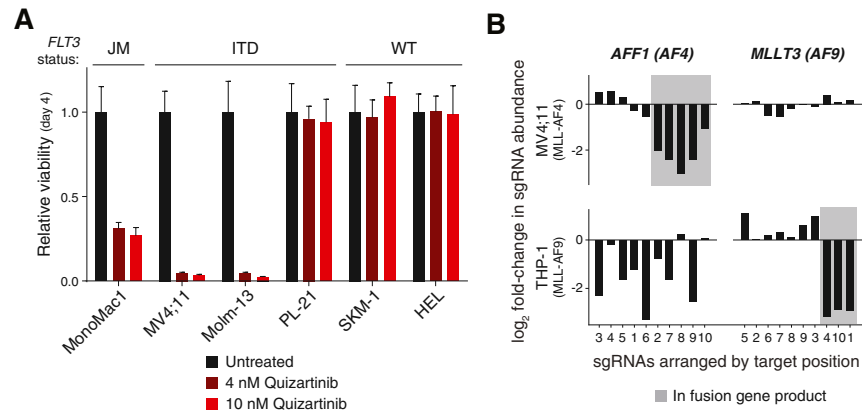 A
FLT3 status:
JM
ITD
WT
Relative viability (day 4)
1.0
0.5
0.0
MonoMac1
MV4;11
Molm-13
PL-21
SKM-1
HEL
Untreated
4 nM Quizartinib
10 nM Quizartinib
B
AFF1 (AF4)
MLLT3 (AF9)
log2 fold-change in sgRNA abundance
MV4;11
(MLL-AF4)
0
-2
THP-1
(MLL-AF9)
0
-2
3 4 5 1 6 2 7 8 9 10
5 2 6 7 8 9 3 4 10 1
sgRNAs arranged by target position
In fusion gene product